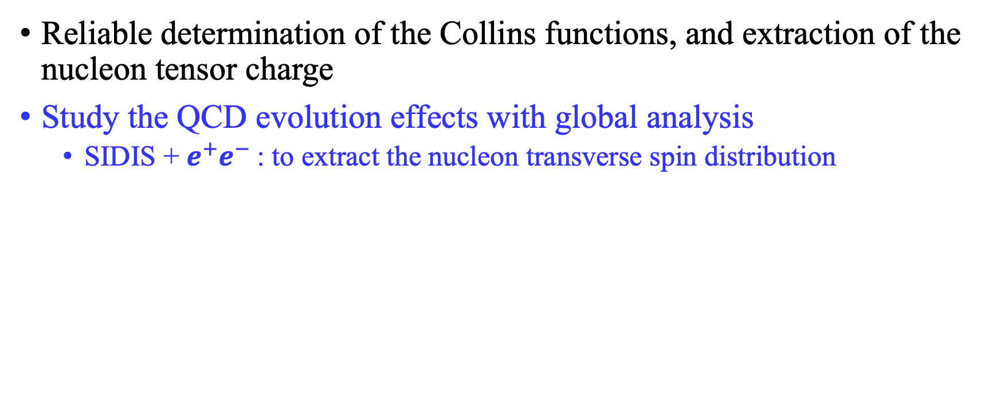 • Reliable determination of the Collins functions, and extraction of the
nucleon tensor charge
• Study the QCD evolution effects with global analysis
• SIDIS + e⁺e⁻ : to extract the nucleon transverse spin distribution